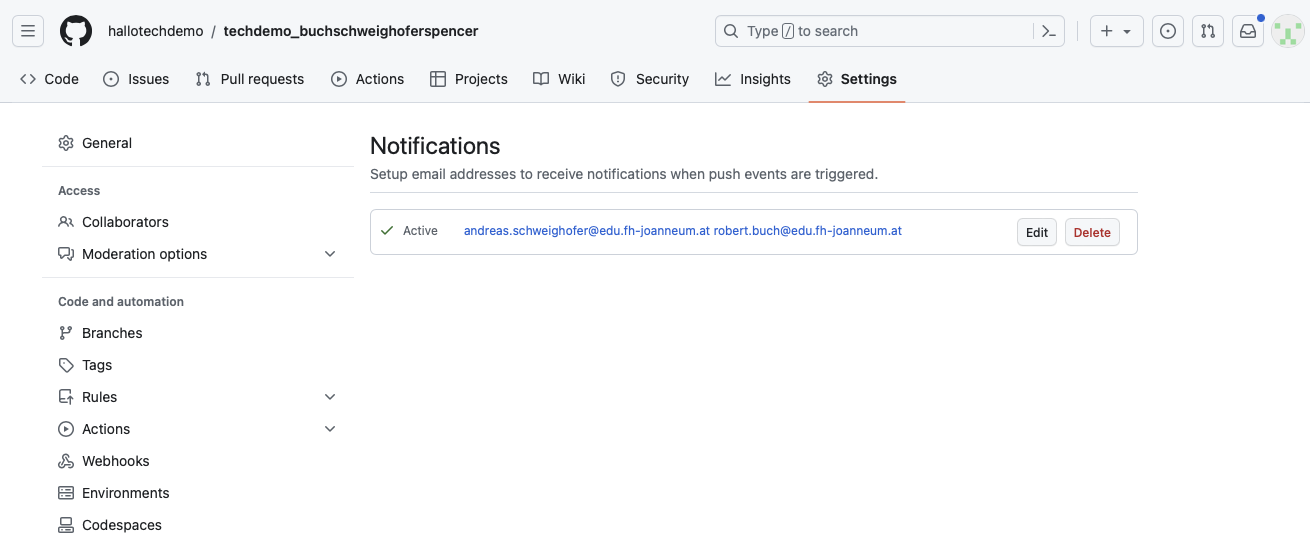 hallotechdemo / techdemo_buchschweighoferspencer
Type / to search
Code Issues Pull requests Actions Projects Wiki Security Insights Settings
General
Access
Collaborators
Moderation options
Code and automation
Branches
Tags
Rules
Actions
Webhooks
Environments
Codespaces
Notifications
Setup email addresses to receive notifications when push events are triggered.
Active andreas.schweighofer@edu.fh-joanneum.at robert.buch@edu.fh-joanneum.at Edit Delete